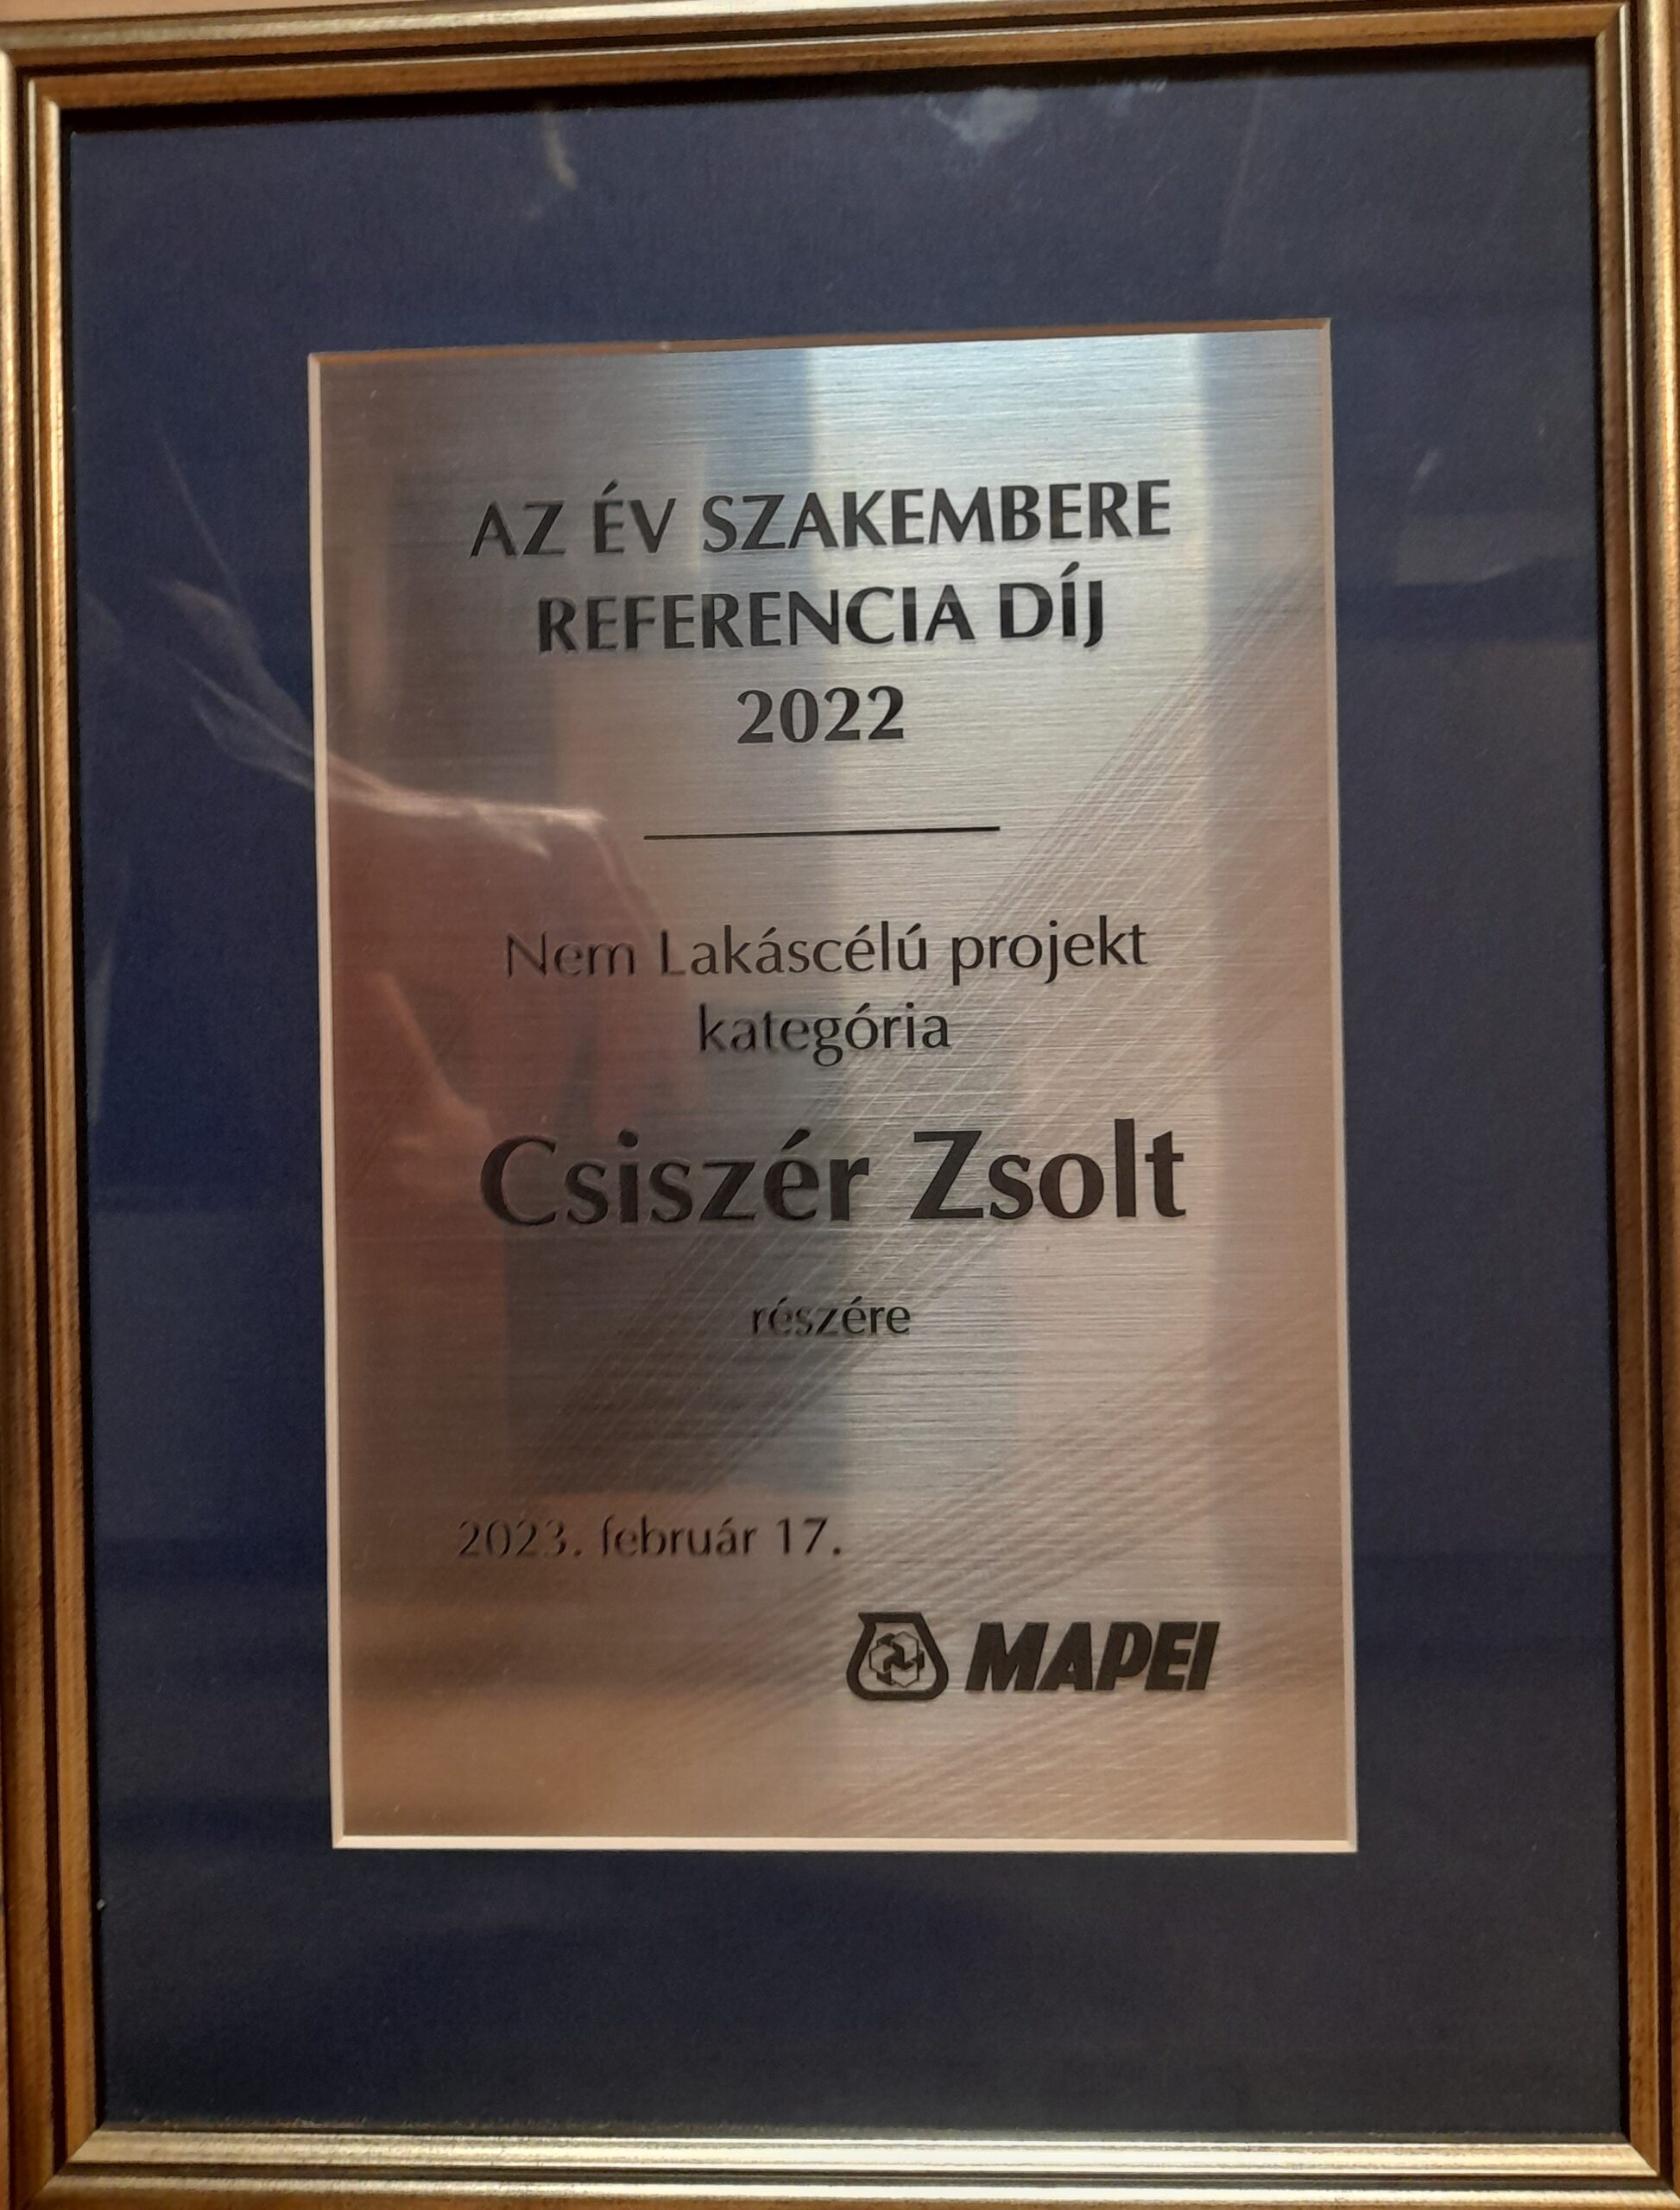 AZ ÉV SZAKEMBERE
REFERENCIA DÍJ
2022
Nem Lakáscélú projekt
kategória
Csiszér Zsolt
részére
2023. február 17.
MAPEI